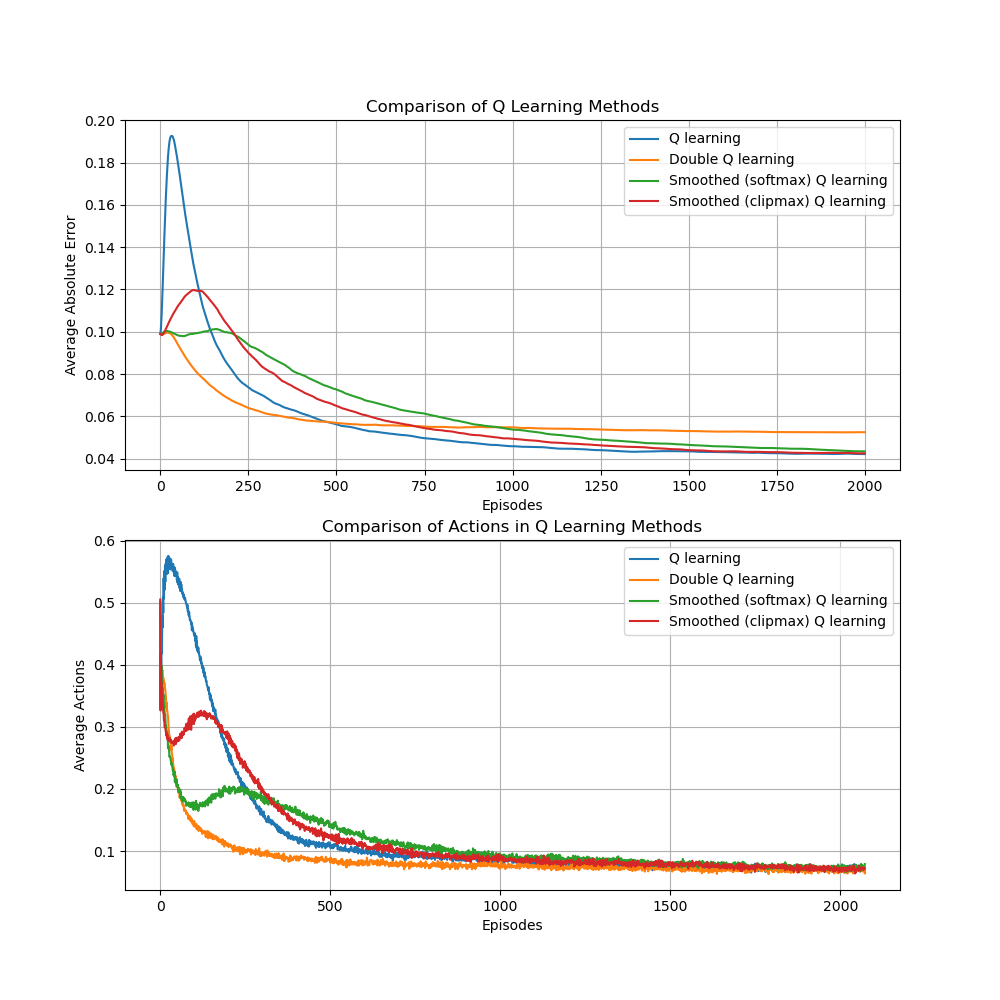 Comparison of Q Learning Methods
0.20
0.18
0.16
0.14
0.12
0.10
0.08
0.06
0.04
Average Absolute Error
Q learning
Double Q learning
Smoothed (softmax) Q learning
Smoothed (clipmax) Q learning
0 250 500 750 1000 1250 1500 1750 2000
Episodes
Comparison of Actions in Q Learning Methods
0.6
0.5
0.4
0.3
0.2
0.1
Average Actions
Q learning
Double Q learning
Smoothed (softmax) Q learning
Smoothed (clipmax) Q learning
0 500 1000 1500 2000
Episodes